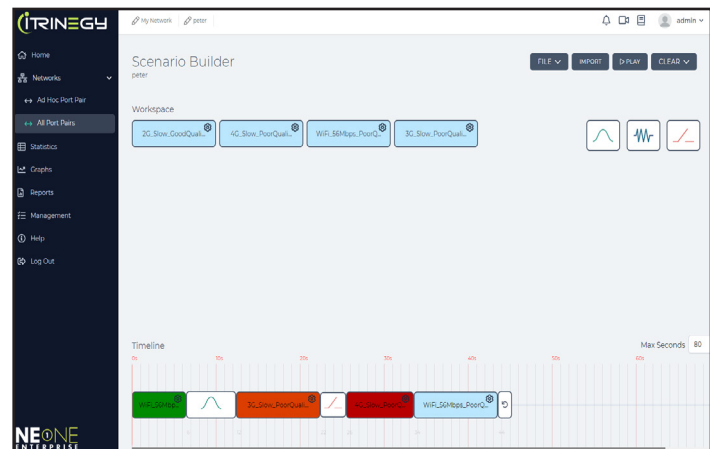 iTRINEGY
My Network
peter
admin
Home
Networks
Ad Hoc Port Pair
All Port Pairs
Statistics
Graphs
Reports
Management
Help
Log Out
Scenario Builder
peter
FILE
IMPORT
PLAY
CLEAR
Workspace
2G_Slow_GoodQuali...
4G_Slow_PoorQuali...
WiFi_56Mbps_PoorQ...
3G_Slow_PoorQuali...
Timeline
Max Seconds 80
0s 10s 20s 30s 40s 50s 60s
WiFi_56Mbp...
3G_Slow_PoorQuali...
4G_Slow_PoorQ...
WiFi_56Mbps_PoorQ...
NE1NE
ENTERPRISE